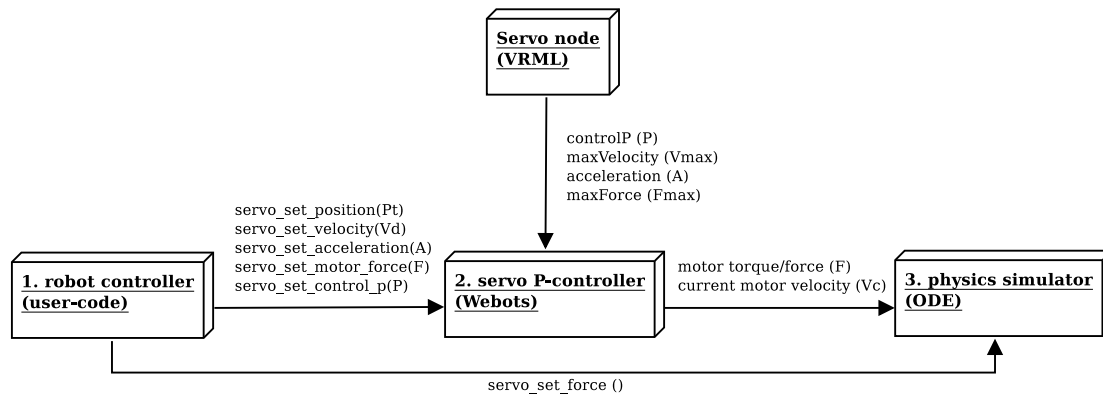 Servo node
(VRML)
controlP (P)
maxVelocity (Vmax)
acceleration (A)
maxForce (Fmax)
servo_set_position(Pt)
servo_set_velocity(Vd)
servo_set_acceleration(A)
servo_set_motor_force(F)
servo_set_control_p(P)
1. robot controller
(user-code)
2. servo P-controller
(Webots)
motor torque/force (F)
current motor velocity (Vc)
3. physics simulator
(ODE)
servo_set_force ()